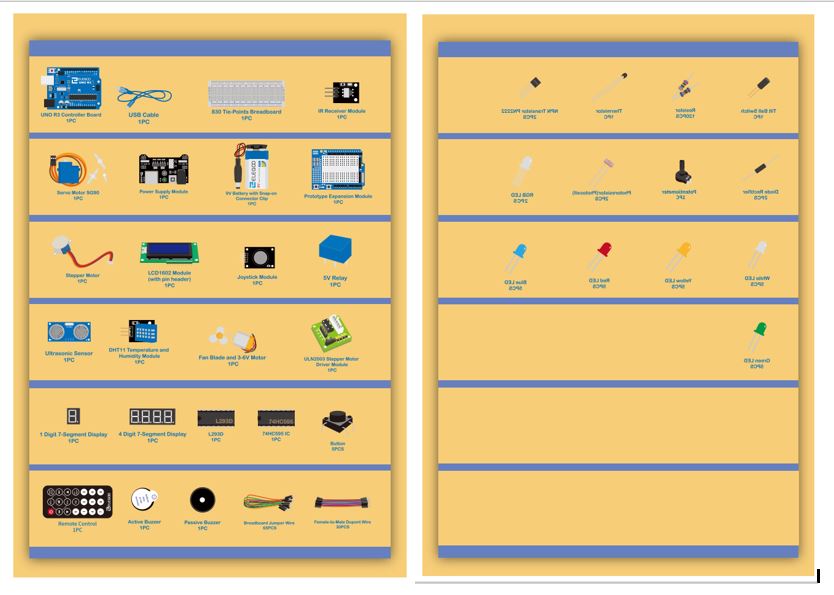 UNO R3 Controller Board
1PC
USB Cable
1PC
830 Tie-Points Breadboard
1PC
IR Receiver Module
1PC
Servo Motor SG90
1PC
Power Supply Module
1PC
ELEGOO
9V Battery with Snap-on
Connector Clip
1PC
Prototype Expansion Module
1PC
Stepper Motor
1PC
LCD1602 Module
(with pin header)
1PC
Joystick Module
1PC
5V Relay
1PC
Ultrasonic Sensor
1PC
DHT11 Temperature and
Humidity Module
1PC
Fan Blade and 3-6V Motor
1PC
ULN2003 Stepper Motor
Driver Module
1PC
1 Digit 7-Segment Display
1PC
4 Digit 7-Segment Display
1PC
L293D
L293D
1PC
74HC595
74HC595 IC
1PC
Button
5PCS
Remote Control
1PC
Active Buzzer
1PC
Passive Buzzer
1PC
Breadboard Jumper Wire
65PCS
Female-to-Male Dupont Wire
Tilt Ball Switch
1PC
Resistor
120PCS
Thermistor
1PC
NPN Transistor PN2222
2PCS
Diode Rectifier
2PCS
Potentiometer
1PC
Photoresistor(Photocell)
2PCS
RGB LED
2PCS
White LED
5PCS
Yellow LED
5PCS
Red LED
5PCS
Blue LED
5PCS
Green LED
5PCS